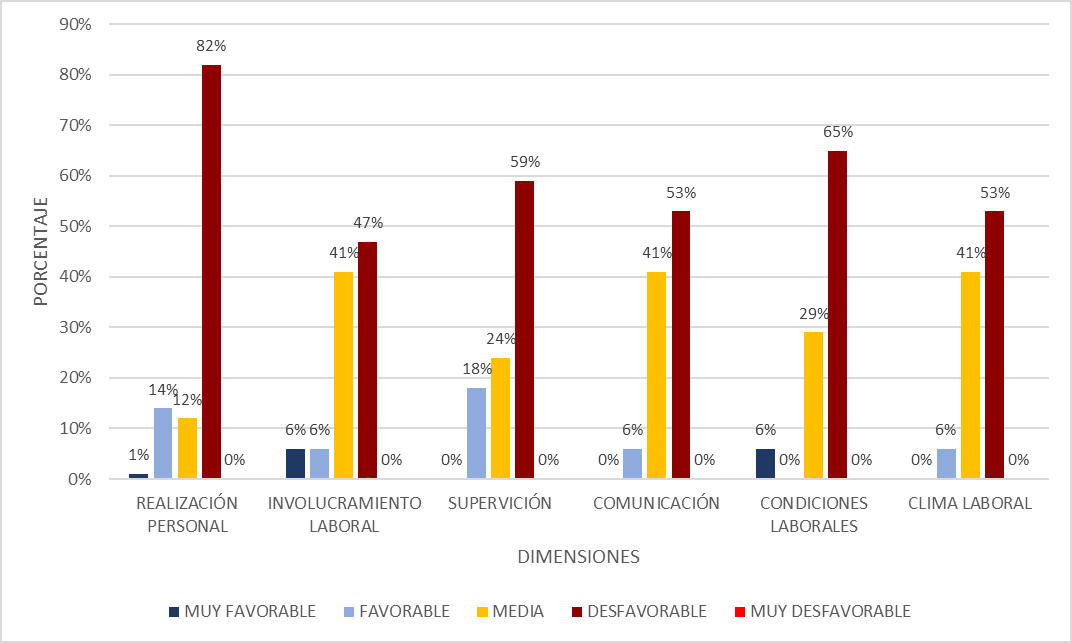 90%
80%
70%
60%
50%
40%
30%
20%
10%
0%
PORCENTAJE
1%
14%
12%
82%
0%
6%
6%
41%
47%
0%
0%
18%
24%
59%
0%
0%
6%
41%
53%
0%
6%
0%
29%
65%
0%
0%
6%
41%
53%
0%
REALIZACIÓN
PERSONAL
INVOLUCRAMIENTO
LABORAL
SUPERVICIÓN
COMUNICACIÓN
CONDICIONES
LABORALES
CLIMA LABORAL
DIMENSIONES
MUY FAVORABLE
FAVORABLE
MEDIA
DESFAVORABLE
MUY DESFAVORABLE